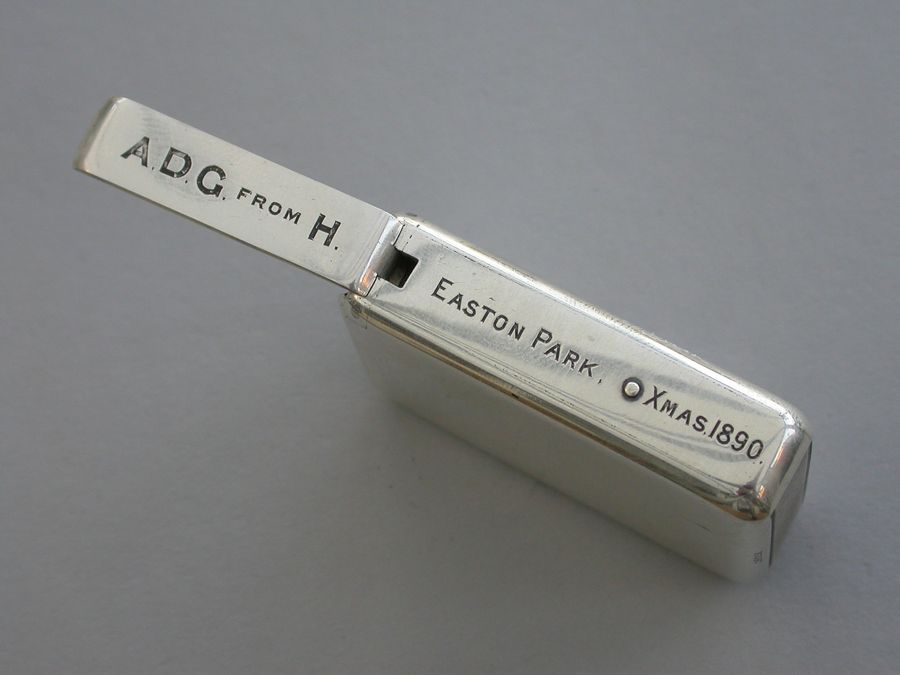 A.D.G. FROM H.
EASTON PARK, XMAS. 1890.